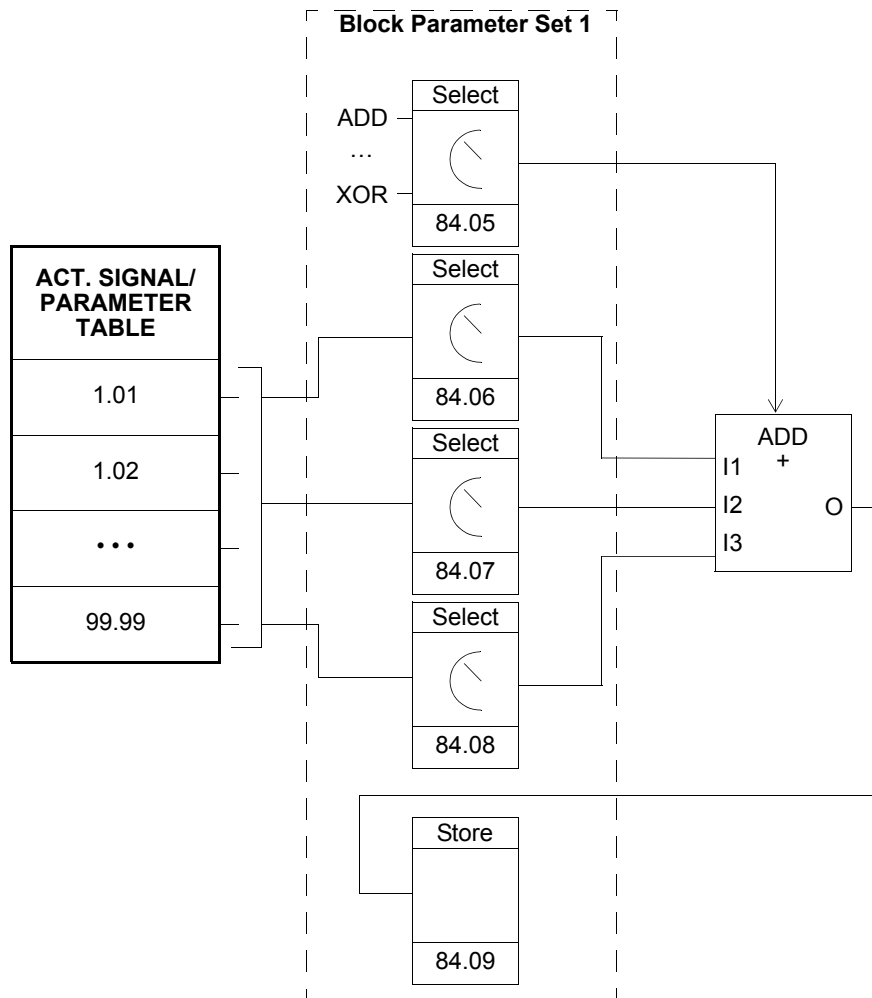 Block Parameter Set 1
Select
ADD
...
XOR
84.05
ACT. SIGNAL/
PARAMETER
TABLE
1.01
1.02
...
99.99
Select
84.06
Select
84.07
Select
84.08
ADD
+
I1
I2
I3
O
Store
84.09